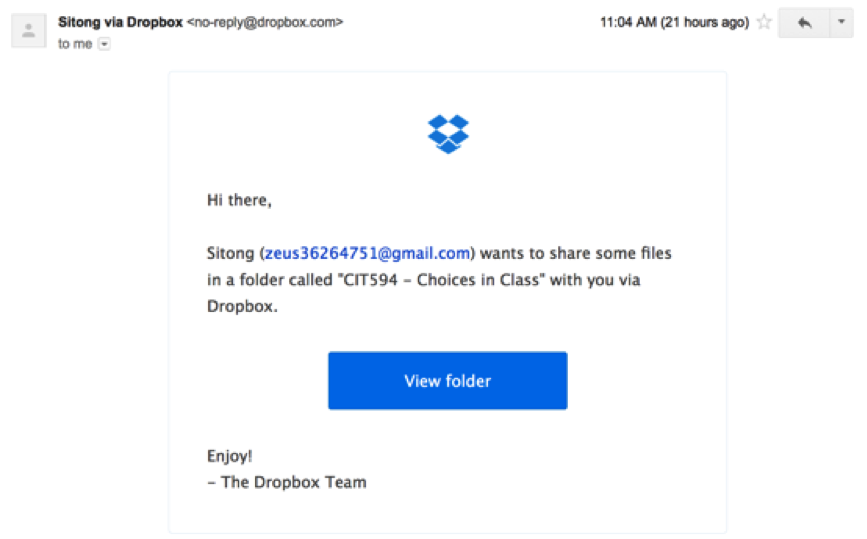 Sitong via Dropbox <no-reply@dropbox.com>
11:04 AM (21 hours ago)
to me
Hi there,
Sitong (zeus36264751@gmail.com) wants to share some files
in a folder called "CIT594 – Choices in Class" with you via
Dropbox.
View folder
Enjoy!
– The Dropbox Team